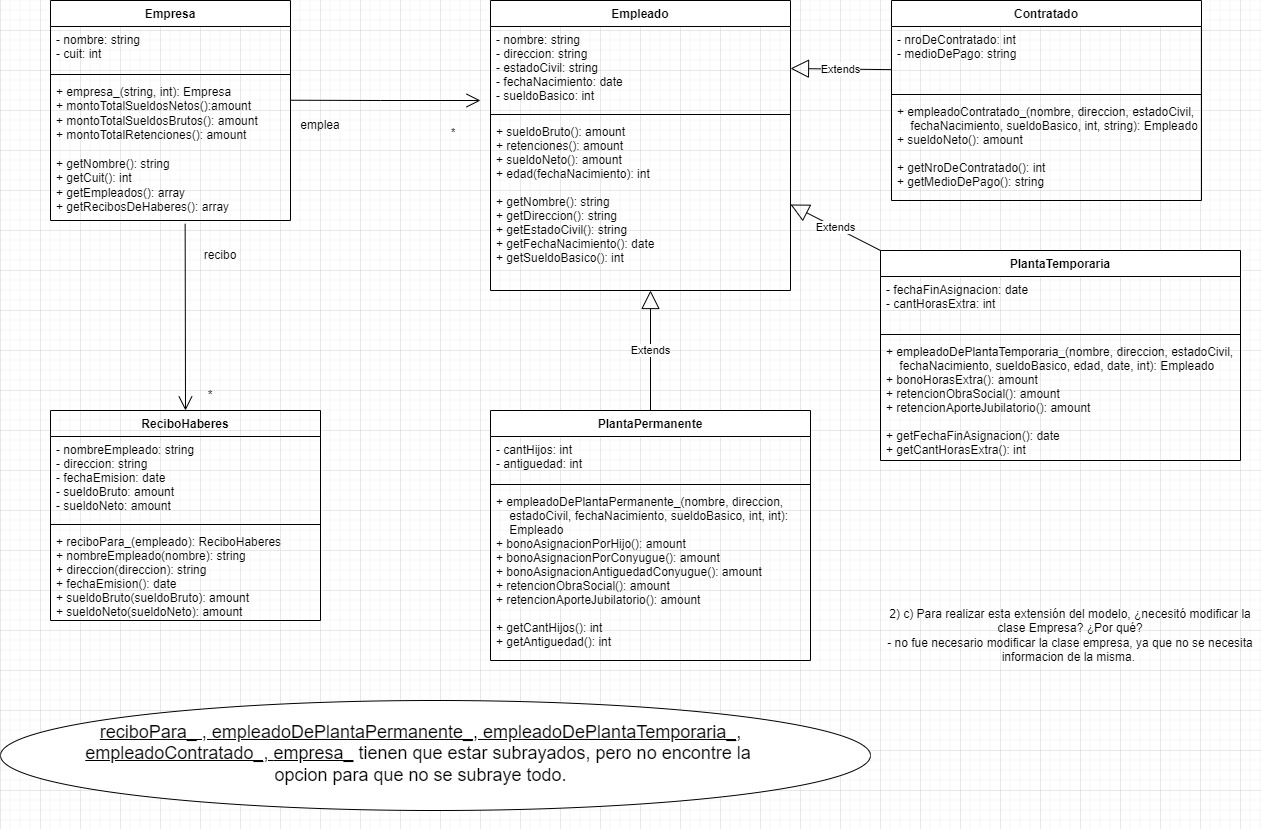 Empresa
- nombre: string
- cuit: int
+ empresa_(string, int): Empresa
+ montoTotalSueldosNetos():amount
+ montoTotalSueldosBrutos(): amount
+ montoTotalRetenciones(): amount
+ getNombre(): string
+ getCuit(): int
+ getEmpleados(): array
+ getRecibosDeHaberes(): array
emplea
*
recibo
*
Empleado
- nombre: string
- direccion: string
- estadoCivil: string
- fechaNacimiento: date
- sueldoBasico: int
+ sueldoBruto(): amount
+ retenciones(): amount
+ sueldoNeto(): amount
+ edad(fechaNacimiento): int
+ getNombre(): string
+ getDireccion(): string
+ getEstadoCivil(): string
+ getFechaNacimiento(): date
+ getSueldoBasico(): int
Extends
Contratado
- nroDeContratado: int
- medioDePago: string
+ empleadoContratado_(nombre, direccion, estadoCivil,
fechaNacimiento, sueldoBasico, int, string): Empleado
+ sueldoNeto(): amount
+ getNroDeContratado(): int
+ getMedioDePago(): string
Extends
PlantaTemporaria
- fechaFinAsignacion: date
- cantHorasExtra: int
+ empleadoDePlantaTemporaria_(nombre, direccion, estadoCivil,
fechaNacimiento, sueldoBasico, edad, date, int): Empleado
+ bonoHorasExtra(): amount
+ retencionObraSocial(): amount
+ retencionAporteJubilatorio(): amount
+ getFechaFinAsignacion(): date
+ getCantHorasExtra(): int
Extends
ReciboHaberes
- nombreEmpleado: string
- direccion: string
- fechaEmision: date
- sueldoBruto: amount
- sueldoNeto: amount
+ reciboPara_(empleado): ReciboHaberes
+ nombreEmpleado(nombre): string
+ direccion(direccion): string
+ fechaEmision(): date
+ sueldoBruto(sueldoBruto): amount
+ sueldoNeto(sueldoNeto): amount
PlantaPermanente
- cantHijos: int
- antiguedad: int
+ empleadoDePlantaPermanente_(nombre, direccion,
estadoCivil, fechaNacimiento, sueldoBasico, int, int):
Empleado
+ bonoAsignacionPorHijo(): amount
+ bonoAsignacionPorConyugue(): amount
+ bonoAsignacionAntiguedadConyugue(): amount
+ retencionObraSocial(): amount
+ retencionAporteJubilatorio(): amount
+ getCantHijos(): int
+ getAntiguedad(): int
2) c) Para realizar esta extensión del modelo, ¿necesitó modificar la
clase Empresa? ¿Por qué?
- no fue necesario modificar la clase empresa, ya que no se necesita
informacion de la misma.
reciboPara_ , empleadoDePlantaPermanente_, empleadoDePlantaTemporaria_,
empleadoContratado_, empresa_ tienen que estar subrayados, pero no encontre la
opcion para que no se subraye todo.